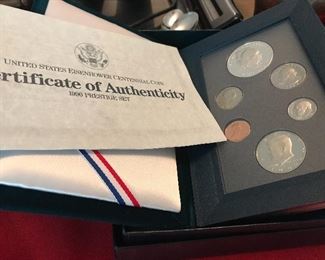 UNITED STATES EISENHOWER CENTENNIAL COIN
ertificate of Authenticity
1990 PRESTIGE SET